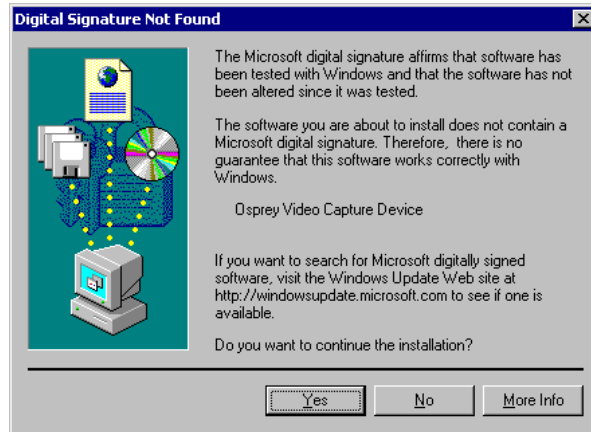 Digital Signature Not Found
The Microsoft digital signature affirms that software has
been tested with Windows and that the software has not
been altered since it was tested.
The software you are about to install does not contain a
Microsoft digital signature. Therefore, there is no
guarantee that this software works correctly with
Windows.
Osprey Video Capture Device
If you want to search for Microsoft digitally signed
software, visit the Windows Update Web site at
http://windowsupdate.microsoft.com to see if one is
available.
Do you want to continue the installation?
Yes No More Info